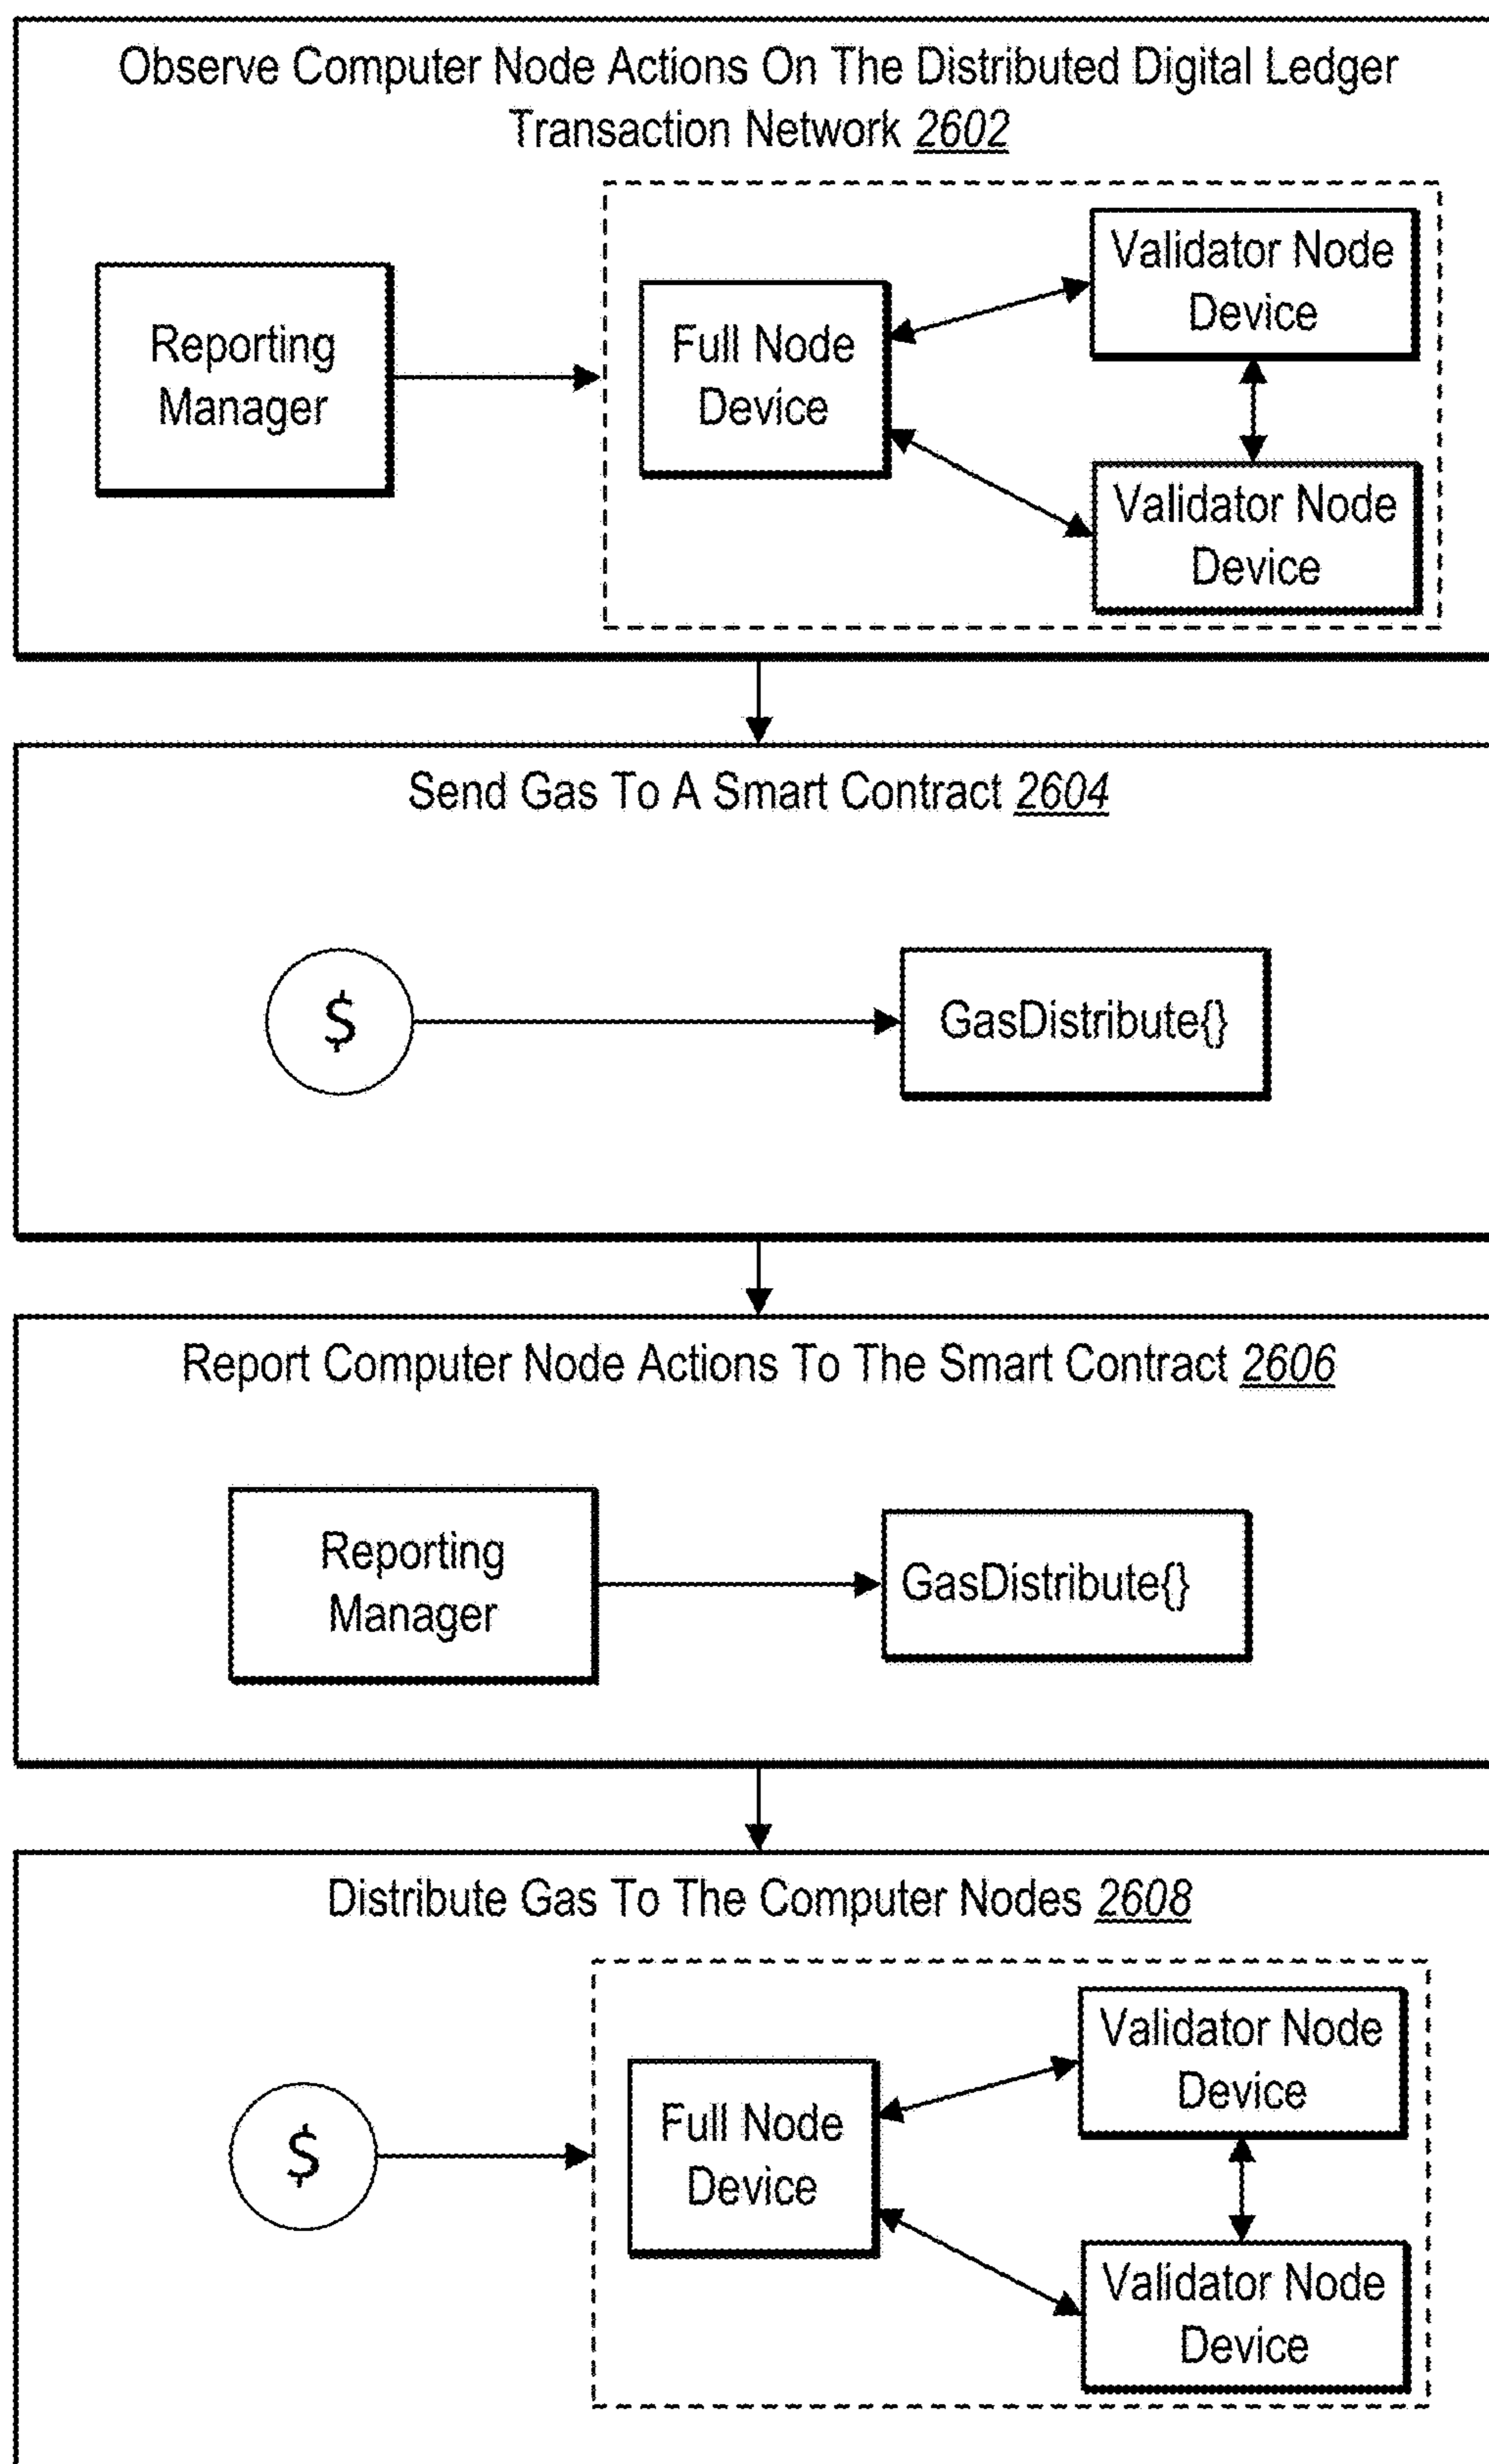 Observe Computer Node Actions On The Distributed Digital Ledger
Transaction Network 2602
Reporting
Manager
Full Node
Device
Validator Node
Device
Validator Node
Device
Send Gas To A Smart Contract 2604
$
GasDistribute{}
Report Computer Node Actions To The Smart Contract 2606
Reporting
Manager
GasDistribute{}
Distribute Gas To The Computer Nodes 2608
$
Full Node
Device
Validator Node
Device
Validator Node
Device